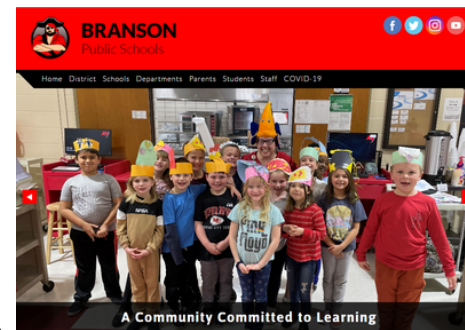 BRANSON
Public Schools
Home District Schools Departments Parents Students Staff COVID-19
A Community Committed to Learning